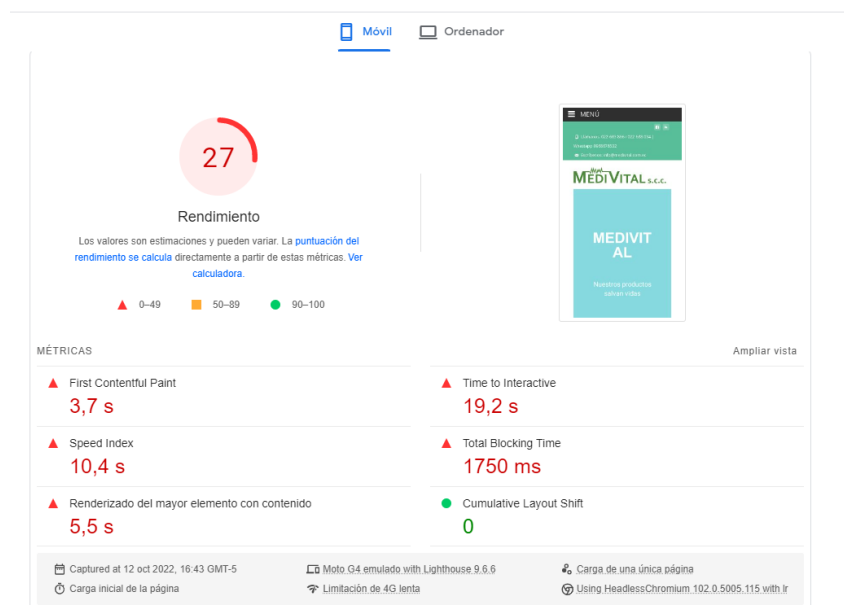 Móvil
Ordenador
27
Rendimiento
Los valores son estimaciones y pueden variar. La puntuación del
rendimiento se calcula directamente a partir de estas métricas. Ver
calculadora.
0–49
50–89
90–100
MENÚ
MEDIVITAL S.C.C.
MEDIVIT
AL
Nuestros productos
salvan vidas
MÉTRICAS
Ampliar vista
First Contentful Paint
3,7 s
Time to Interactive
19,2 s
Speed Index
10,4 s
Total Blocking Time
1750 ms
Renderizado del mayor elemento con contenido
5,5 s
Cumulative Layout Shift
0
Captured at 12 oct 2022, 16:43 GMT-5
Moto G4 emulado with Lighthouse 9.6.6
Carga de una única página
Carga inicial de la página
Limitación de 4G lenta
Using HeadlessChromium 102.0.5005.115 with lr